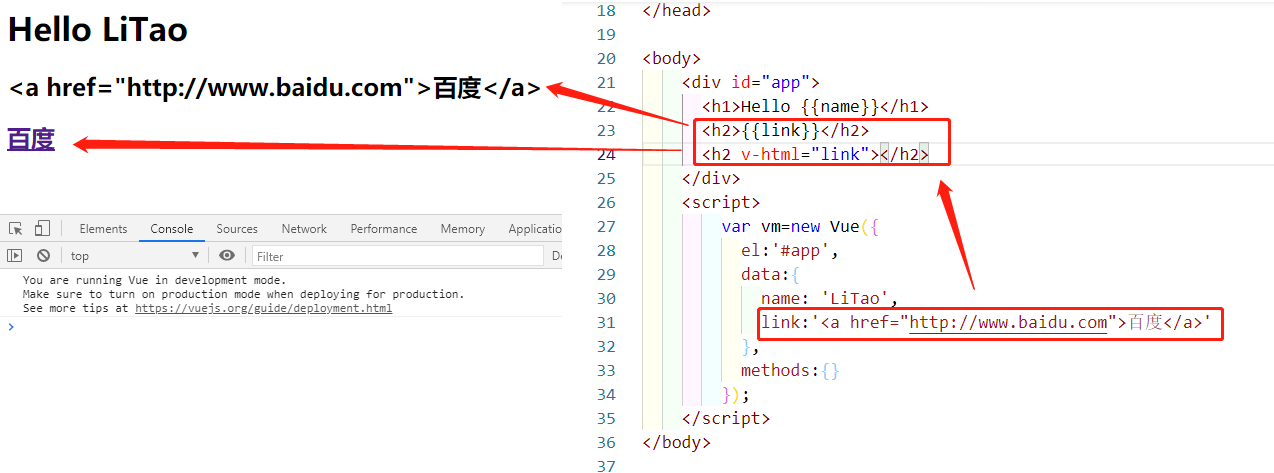 Hello LiTao
<a href="http://www.baidu.com">百度</a>
百度
Elements Console Sources Network Performance Memory Application
top ▼ Filter De
You are running Vue in development mode.
Make sure to turn on production mode when deploying for production.
See more tips at https://vuejs.org/guide/deployment.html
>
18 </head>
19
20 <body>
21 <div id="app">
22 <h1>Hello {{name}}</h1>
23 <h2>{{link}}</h2>
24 <h2 v-html="link"></h2>
25 </div>
26 <script>
27 var vm=new Vue({
28 el:'#app',
29 data:{
30 name: 'LiTao',
31 link:'<a href="http://www.baidu.com">百度</a>'
32 },
33 methods:{}
34 });
35 </script>
36 </body>
37